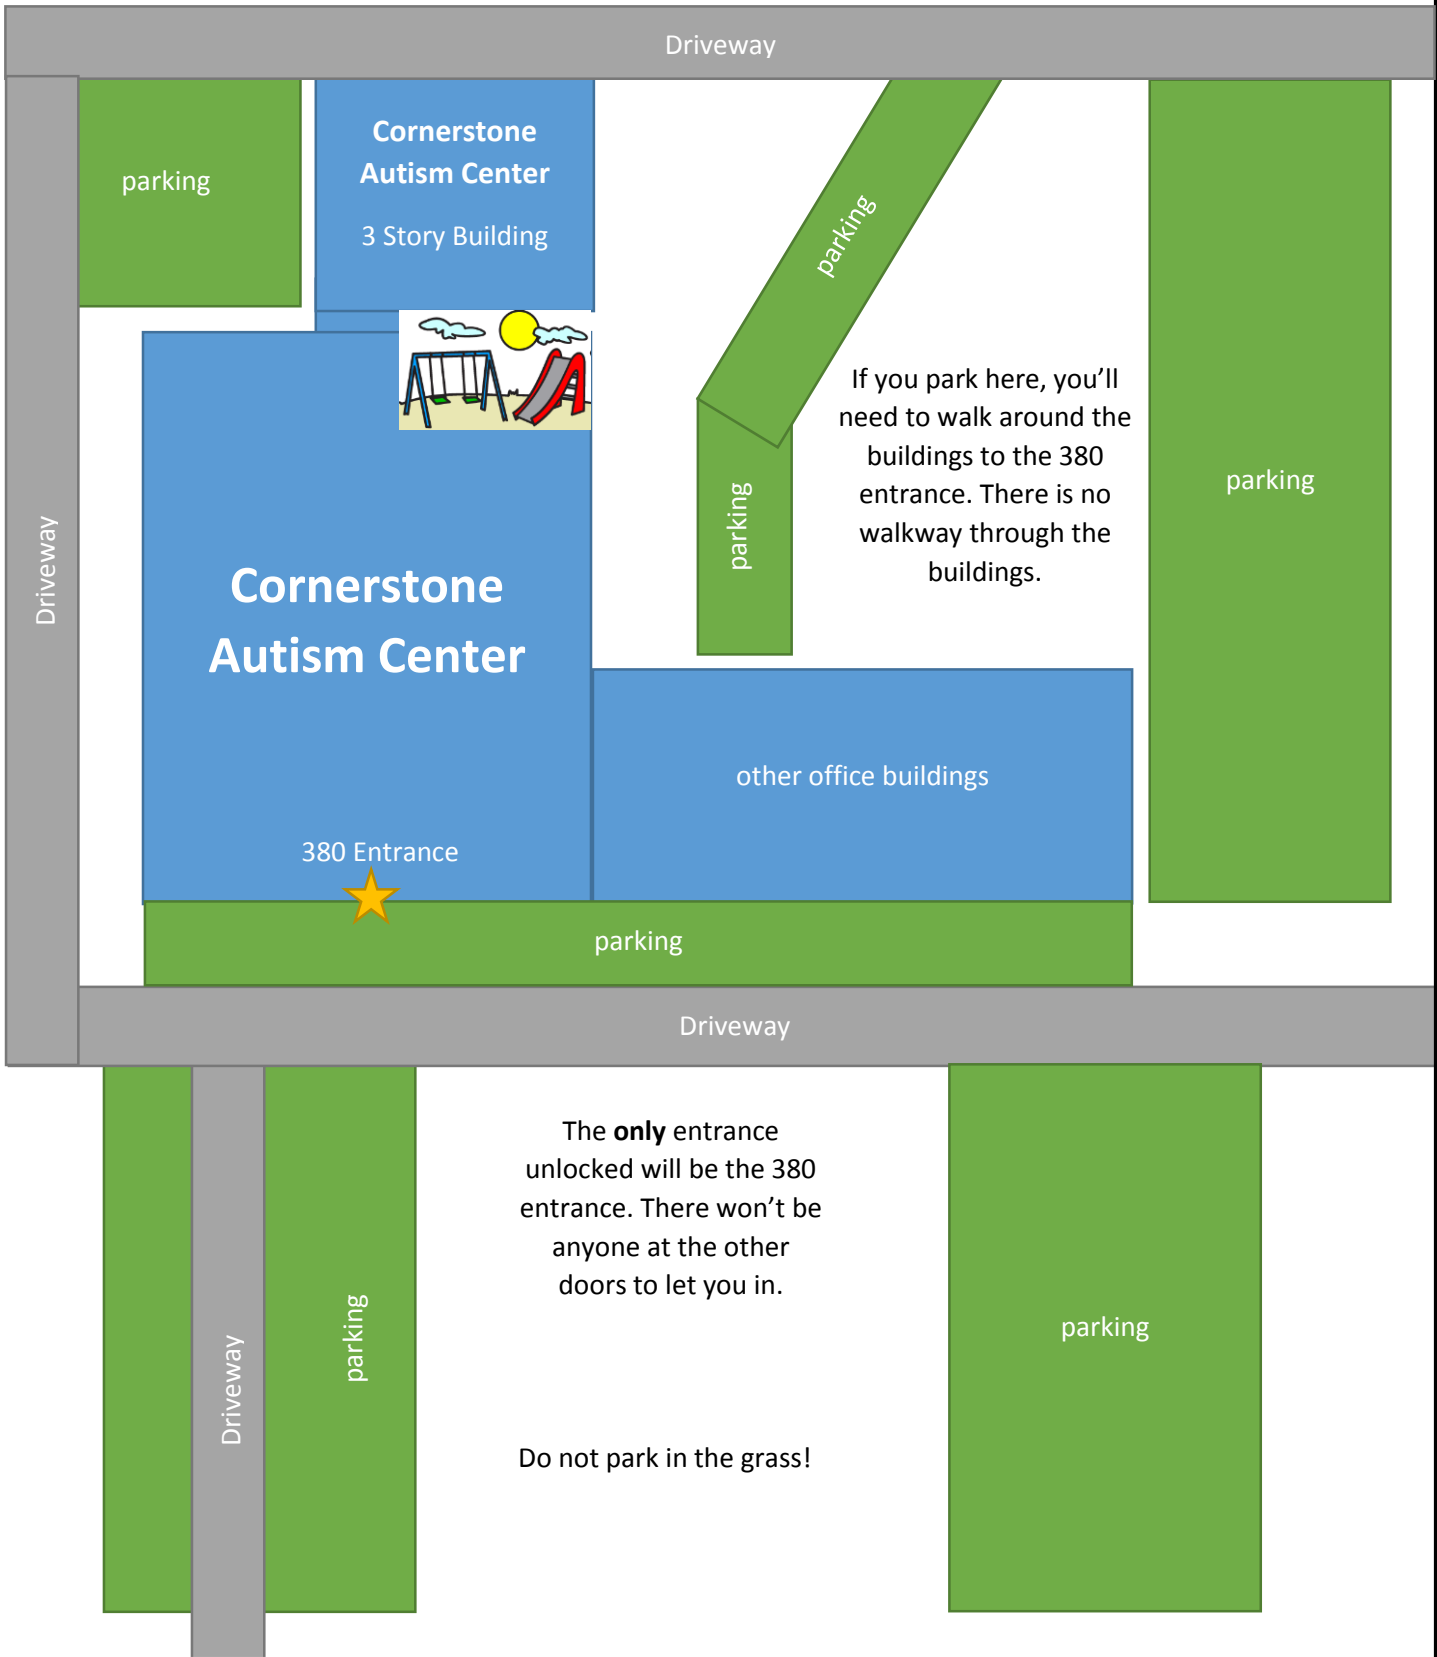 Driveway
parking
Cornerstone
Autism Center
3 Story Building
parking
If you park here, you’ll
need to walk around the
buildings to the 380
entrance. There is no
walkway through the
buildings.
parking
parking
Driveway
Cornerstone
Autism Center
other office buildings
380 Entrance
parking
Driveway
The only entrance
unlocked will be the 380
entrance. There won’t be
anyone at the other
doors to let you in.
parking
Driveway
parking
Do not park in the grass!